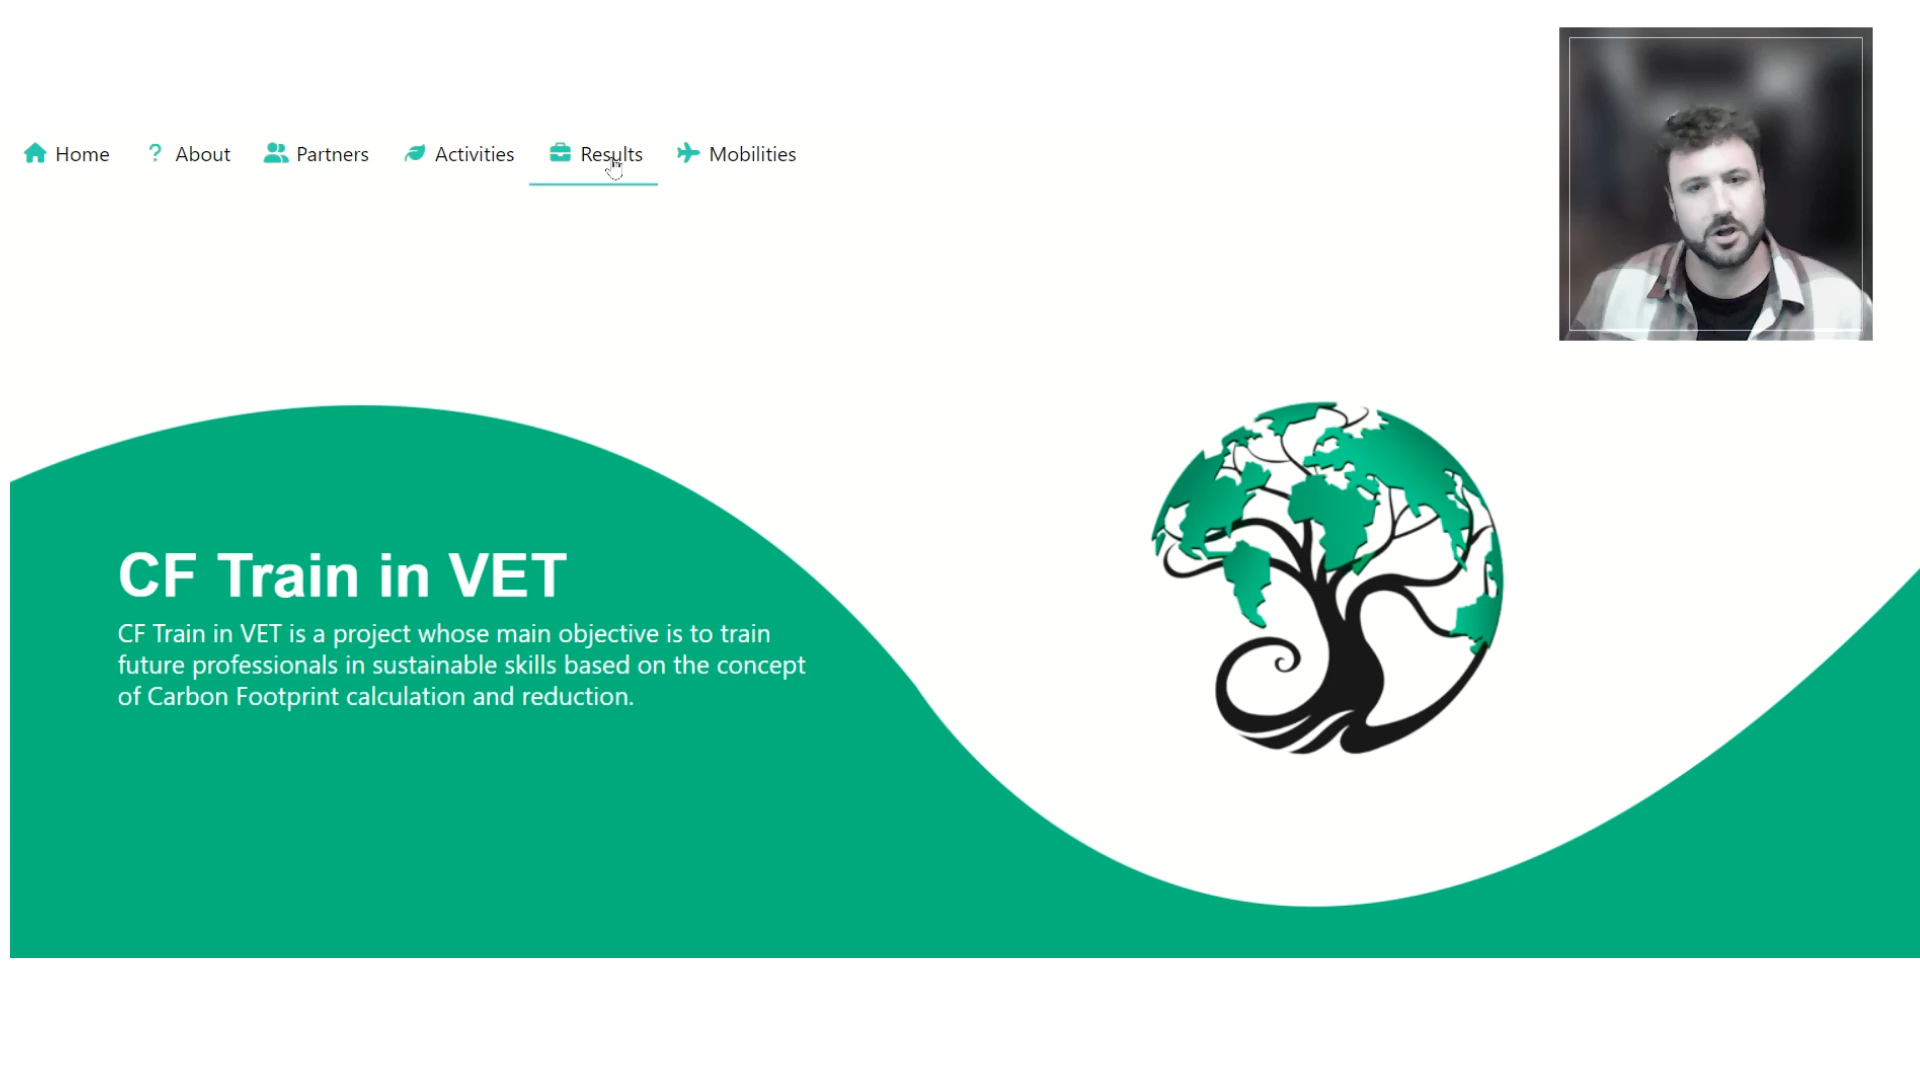 Home About Partners Activities Results Mobilities
CF Train in VET
CF Train in VET is a project whose main objective is to train
future professionals in sustainable skills based on the concept
of Carbon Footprint calculation and reduction.